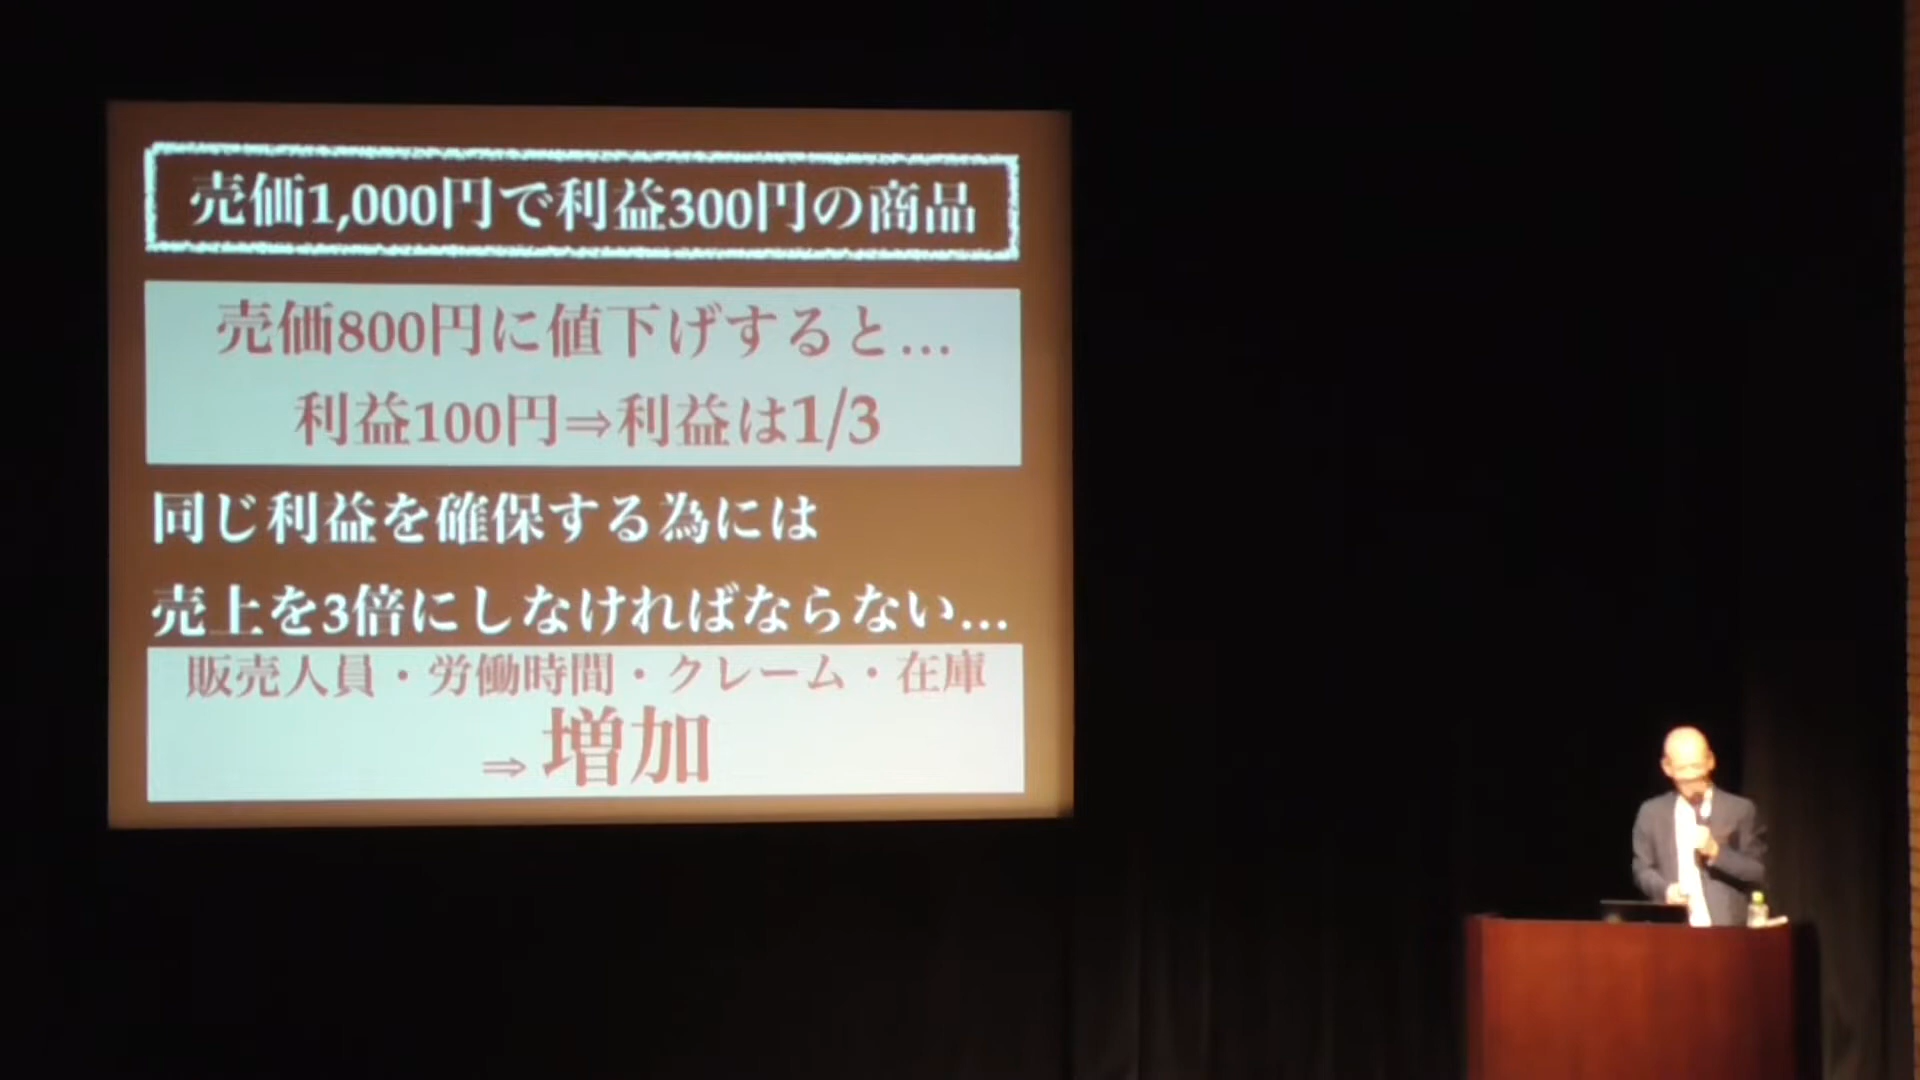 売価1,000円で利益300円の商品
売価800円に値下げすると…
利益100円⇒利益は1/3
同じ利益を確保する為には
売上を3倍にしなければならない…
販売人員・労働時間・クレーム・在庫
⇒増加